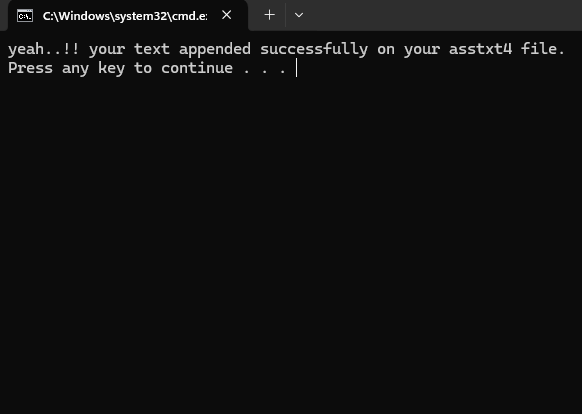 C:\Windows\system32\cmd.e
yeah..!! your text appended successfully on your asstxt4 file.
Press any key to continue . . .